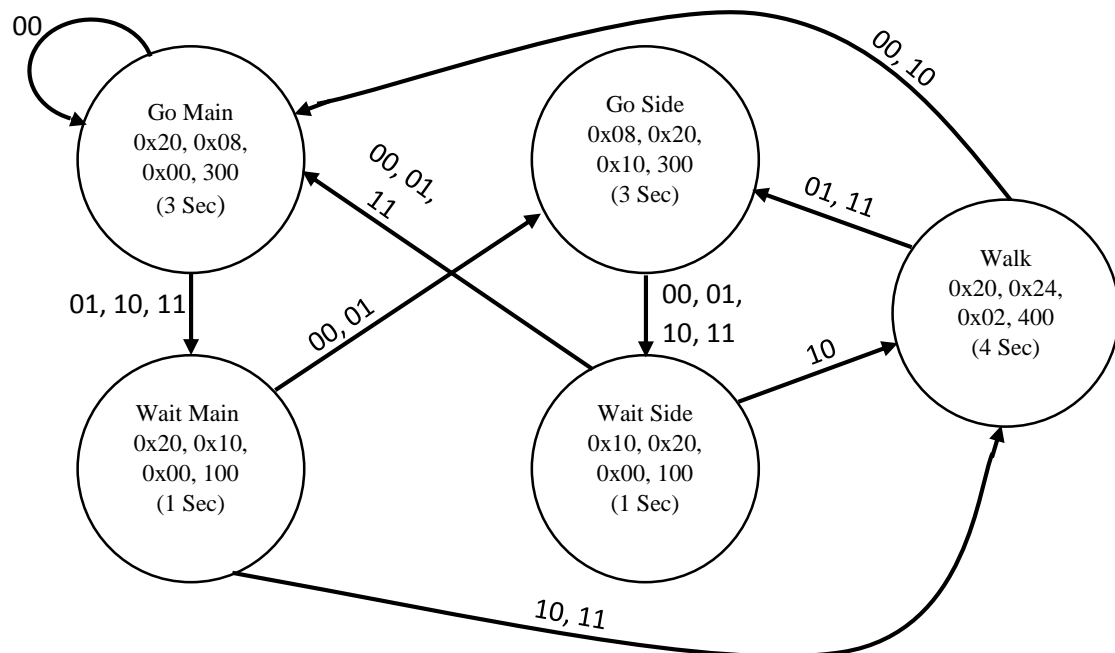 00
00, 10
Go Main
0x20, 0x08,
0x00, 300
(3 Sec)
Go Side
0x08, 0x20,
0x10, 300
(3 Sec)
00, 01,
11
01, 11
Walk
0x20, 0x24,
0x02, 400
(4 Sec)
01, 10, 11
00, 01
00, 01,
10, 11
10
Wait Main
0x20, 0x10,
0x00, 100
(1 Sec)
Wait Side
0x10, 0x20,
0x00, 100
(1 Sec)
10, 11